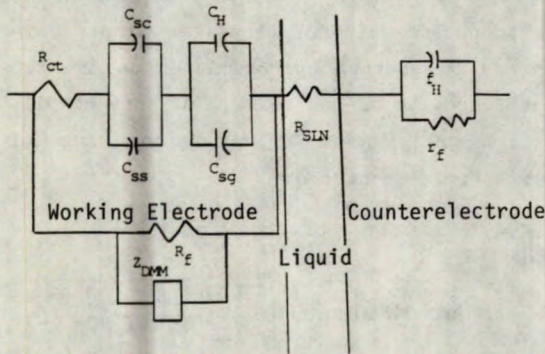 C_sc
C_H
R_ct
f_H
R_SLN
C_ss
C_sg
r_f
Working Electrode
Counterelectrode
R_f
Liquid
Z_DMM